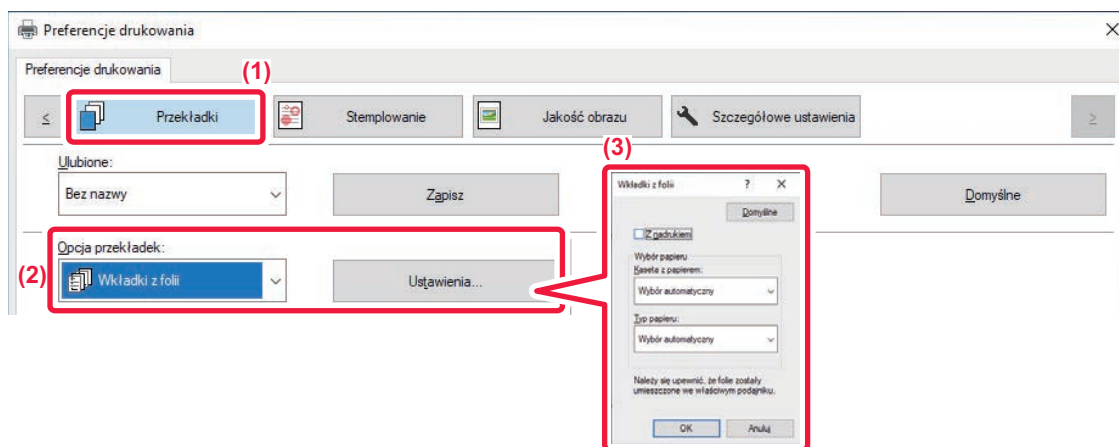 Preferencje drukowania
Preferencje drukowania
(1)
<
Przekładki
Stemplowanie
Jakość obrazu
Szczegółowe ustawienia
>
(3)
Ulubione:
Bez nazwy
Zapisz
Domyślne
(2)
Opcja przekładek:
Wkładki z folii
Ustawienia...
Wkładki z folii
?
Domyślne
Z nadrukiem
Wybór papieru
Kaseta z papierem:
Wybór automatyczny
Typ papieru:
Wybór automatyczny
Należy się upewnić, że folie zostały
umieszczone we właściwym podajniku.
OK
Anuluj